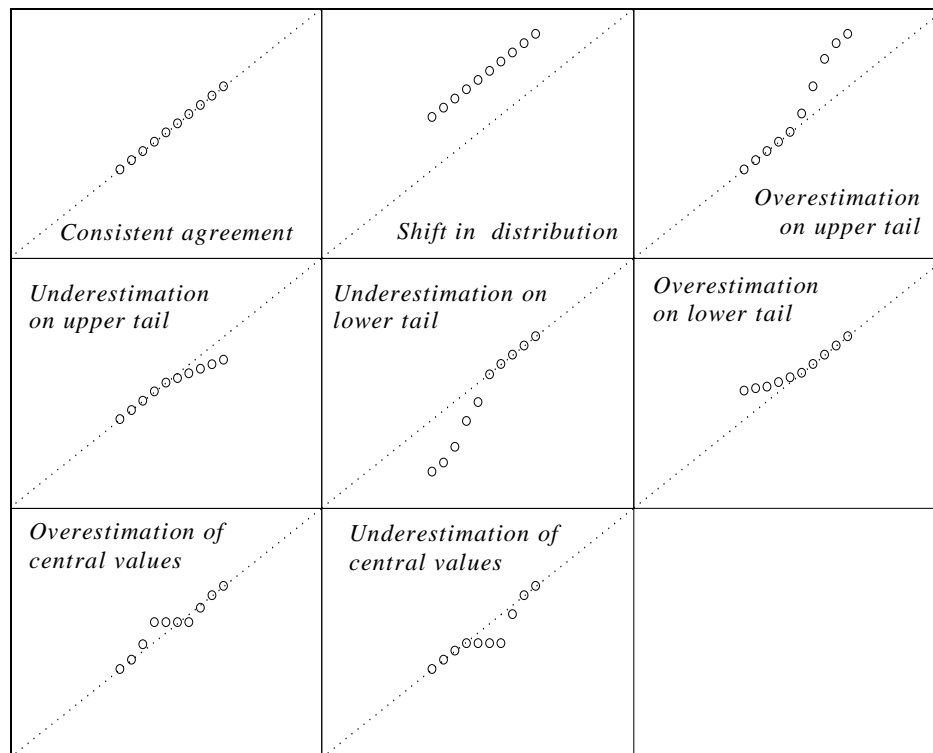 Consistent agreement
Shift in distribution
Overestimation
on upper tail
Underestimation
on upper tail
Underestimation on
lower tail
Overestimation
on lower tail
Overestimation of
central values
Underestimation of
central values